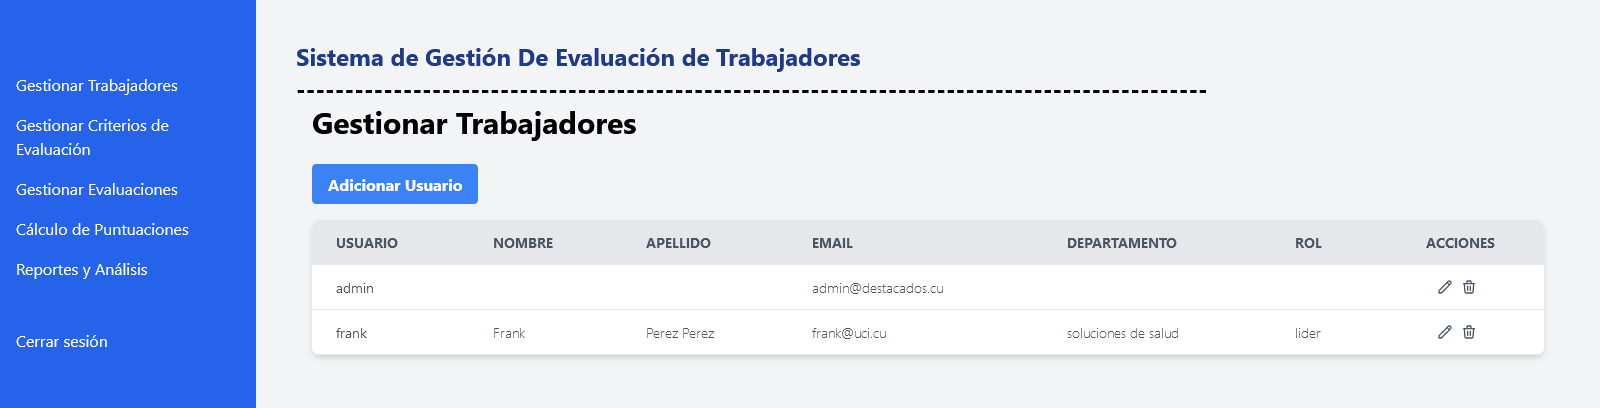 Gestionar Trabajadores
Gestionar Criterios de
Evaluación
Gestionar Evaluaciones
Cálculo de Puntuaciones
Reportes y Análisis
Cerrar sesión
Sistema de Gestión De Evaluación de Trabajadores
Gestionar Trabajadores
Adicionar Usuario
USUARIO NOMBRE APELLIDO EMAIL DEPARTAMENTO ROL ACCIONES
admin admin@destacados.cu
frank Frank Perez Perez frank@uci.cu soluciones de salud lider